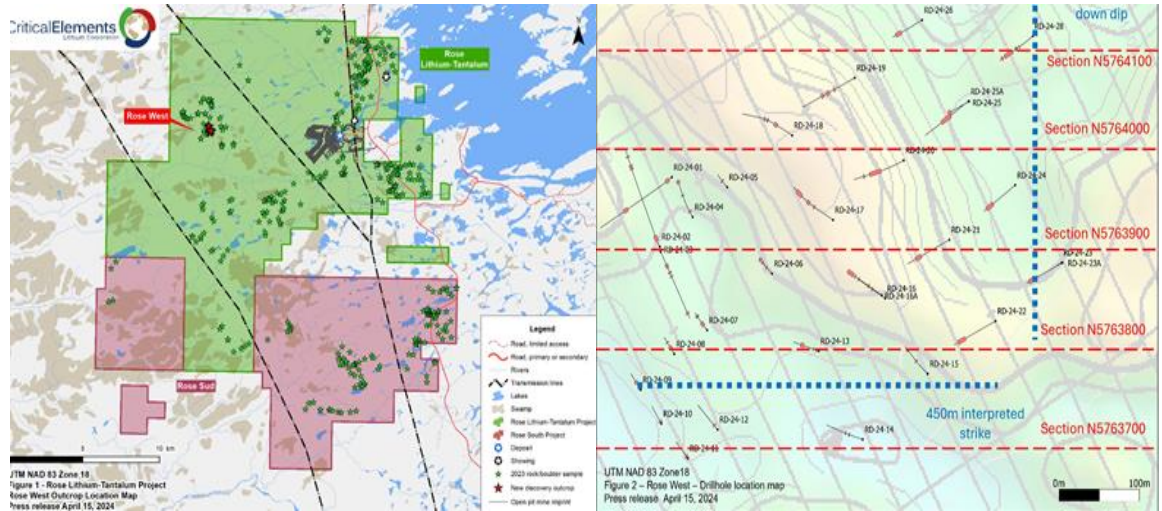 CriticalElements
Lithium Corporation
Rose
Lithium-Tantalum
Rose West
Rose Sud
Legend
Road, limited access
Road, primary or secondary
Rivers
Transmission lines
Lakes
Swamp
Rose Lithium-Tantalum Project
Rose South Project
Deposit
Showing
2023 rock/boulder sample
New discovery outcrop
Open pit mine imprint
10 km
UTM NAD 83 Zone 18
Figure 1 - Rose Lithium-Tantalum Project
Rose West Outcrop Location Map
Press release April 15, 2024
down dip
RD-24-26
RD-24-28
Section N5764100
RD-24-19
RD-24-25A
RD-24-25
RD-24-18
Section N5764000
RD-24-20
RD-24-01
RD-24-05
RD-24-24
RD-24-04
RD-24-17
RD-24-02
RD-24-21
Section N5763900
RD-24-23
RD-24-23A
RD-24-06
RD-24-16
RD-24-16A
RD-24-22
RD-24-07
Section N5763800
RD-24-08
RD-24-13
RD-24-15
RD-24-09
450m interpreted
strike
RD-24-10
RD-24-12
RD-24-14
Section N5763700
UTM NAD 83 Zone18
Figure 2 – Rose West – Drillhole location map
Press release April 15, 2024
0m 100m